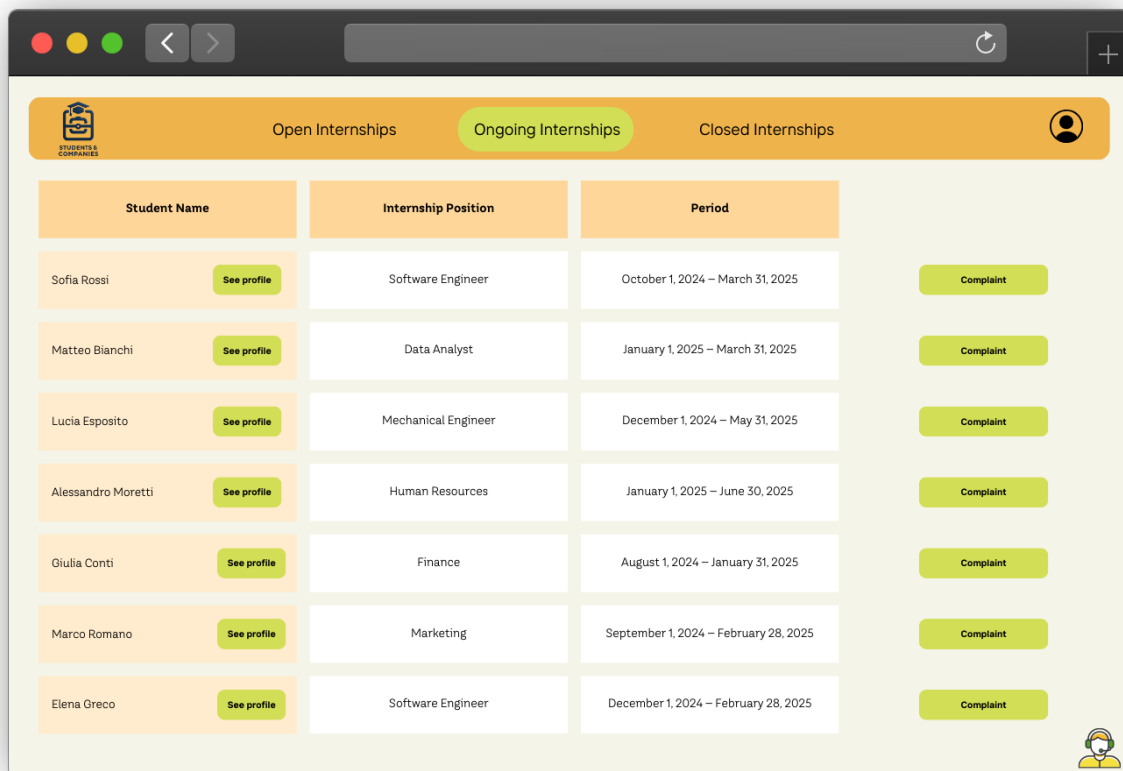 STUDENTS &
COMPANIES
Open Internships Ongoing Internships Closed Internships
Student Name Internship Position Period
Sofia Rossi See profile Software Engineer October 1, 2024 – March 31, 2025 Complaint
Matteo Bianchi See profile Data Analyst January 1, 2025 – March 31, 2025 Complaint
Lucia Esposito See profile Mechanical Engineer December 1, 2024 – May 31, 2025 Complaint
Alessandro Moretti See profile Human Resources January 1, 2025 – June 30, 2025 Complaint
Giulia Conti See profile Finance August 1, 2024 – January 31, 2025 Complaint
Marco Romano See profile Marketing September 1, 2024 – February 28, 2025 Complaint
Elena Greco See profile Software Engineer December 1, 2024 – February 28, 2025 Complaint